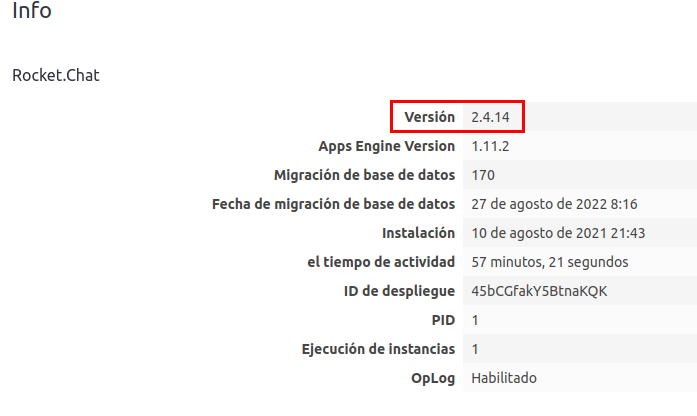 Info
Rocket.Chat
Versión 2.4.14
Apps Engine Version 1.11.2
Migración de base de datos 170
Fecha de migración de base de datos 27 de agosto de 2022 8:16
Instalación 10 de agosto de 2021 21:43
el tiempo de actividad 57 minutos, 21 segundos
ID de despliegue 45bCGfakY5BtnaKQK
PID 1
Ejecución de instancias 1
OpLog Habilitado